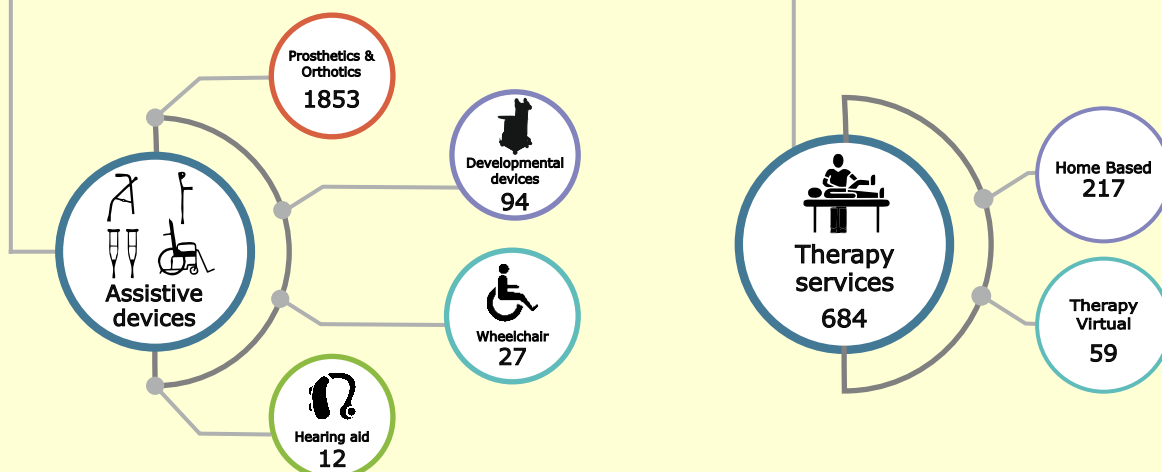 Prosthetics &
Orthotics
1853
Developmental
devices
94
Assistive
devices
Wheelchair
27
Hearing aid
12
Therapy
services
684
Home Based
217
Therapy
Virtual
59